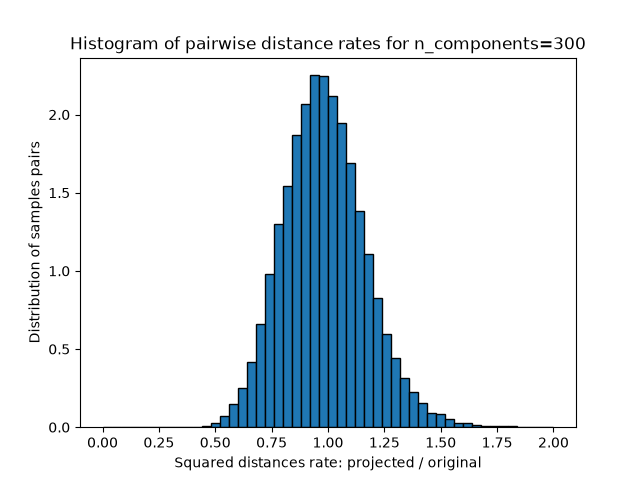 Histogram of pairwise distance rates for n_components=300
Distribution of samples pairs
2.0
1.5
1.0
0.5
0.0
0.00 0.25 0.50 0.75 1.00 1.25 1.50 1.75 2.00
Squared distances rate: projected / original